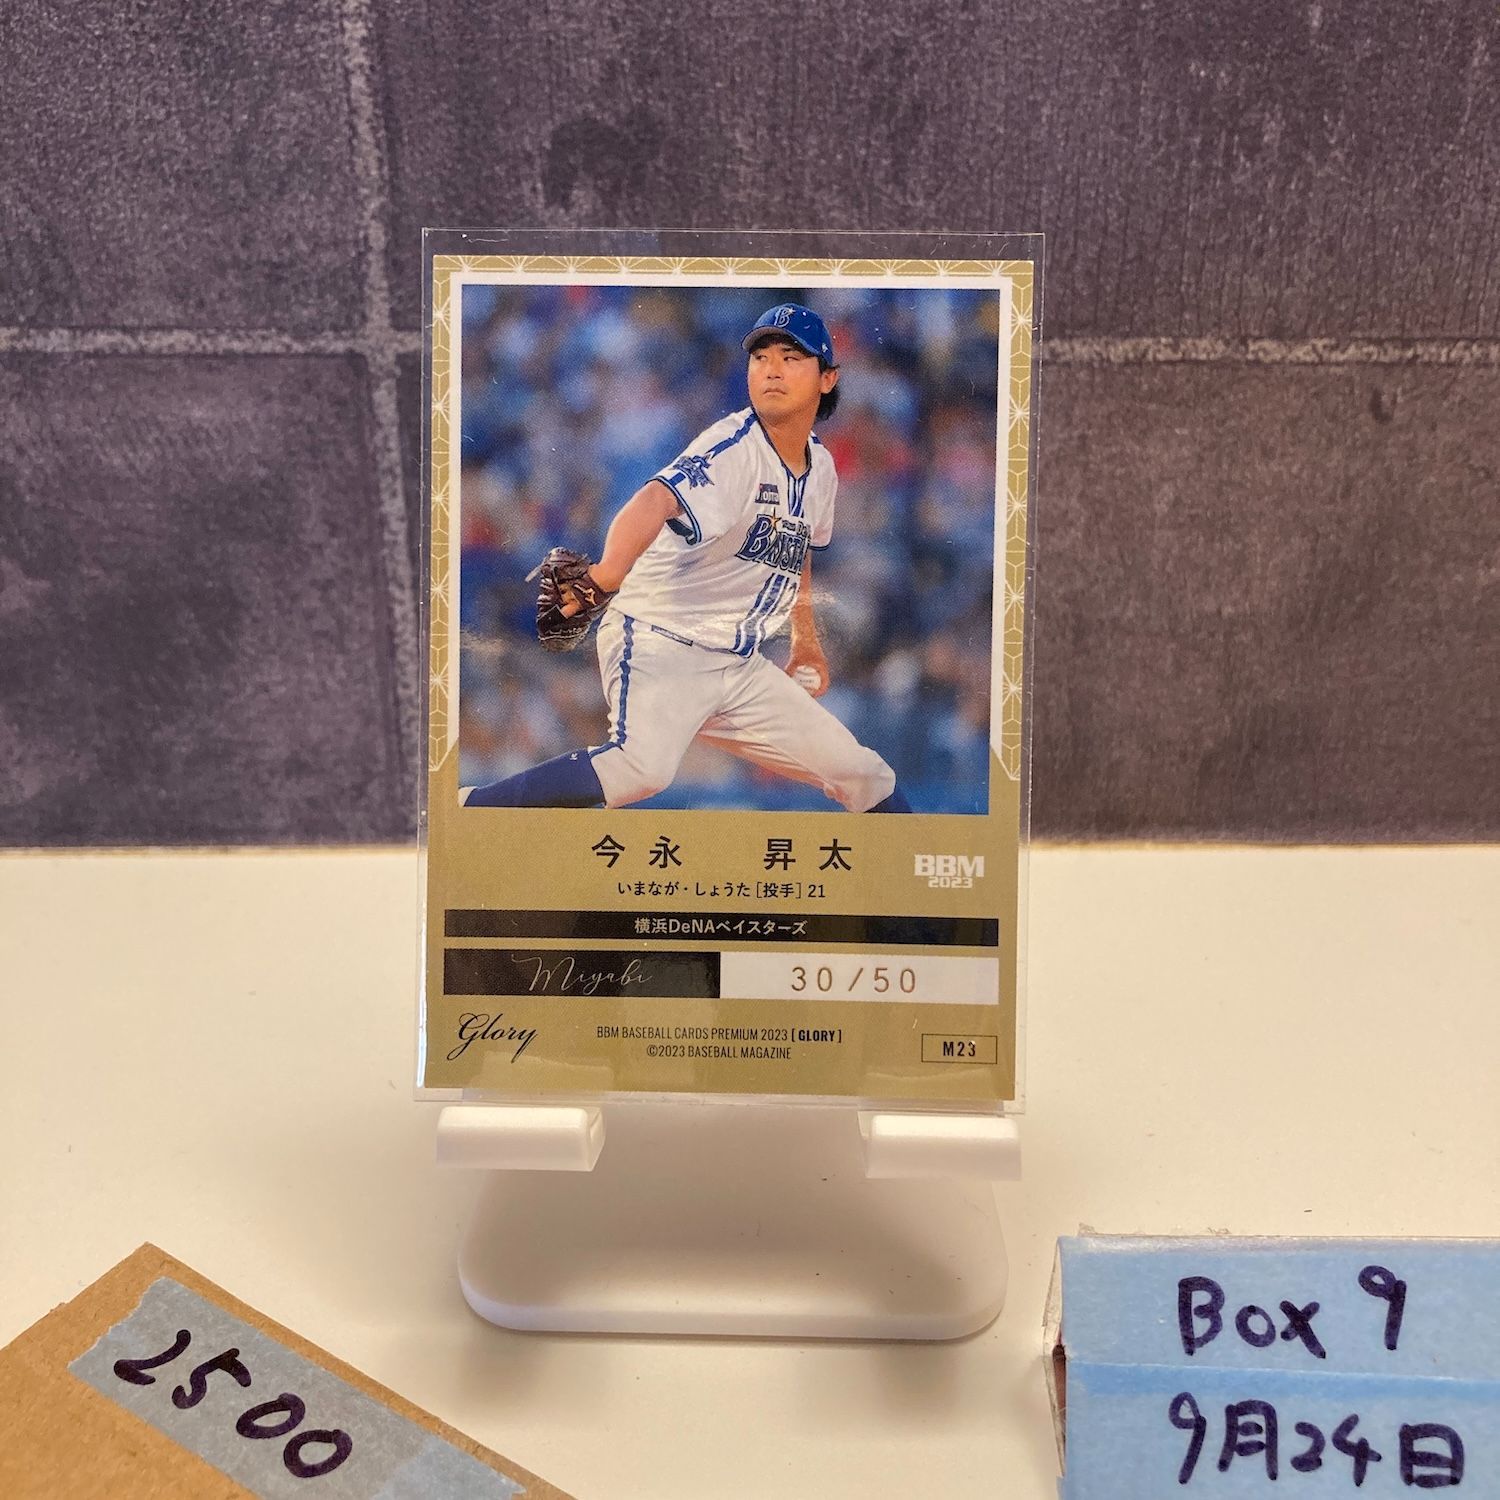 B
BAYSTA
今永 昇太
BBM
2023
いまなが・しょうた [投手] 21
横浜DeNAベイスターズ
Miyabi
30/50
Glory
BBM BASEBALL CARDS PREMIUM 2023 [ GLORY ]
©2023 BASEBALL MAGAZINE
M23
2500
Box 9
9月24日